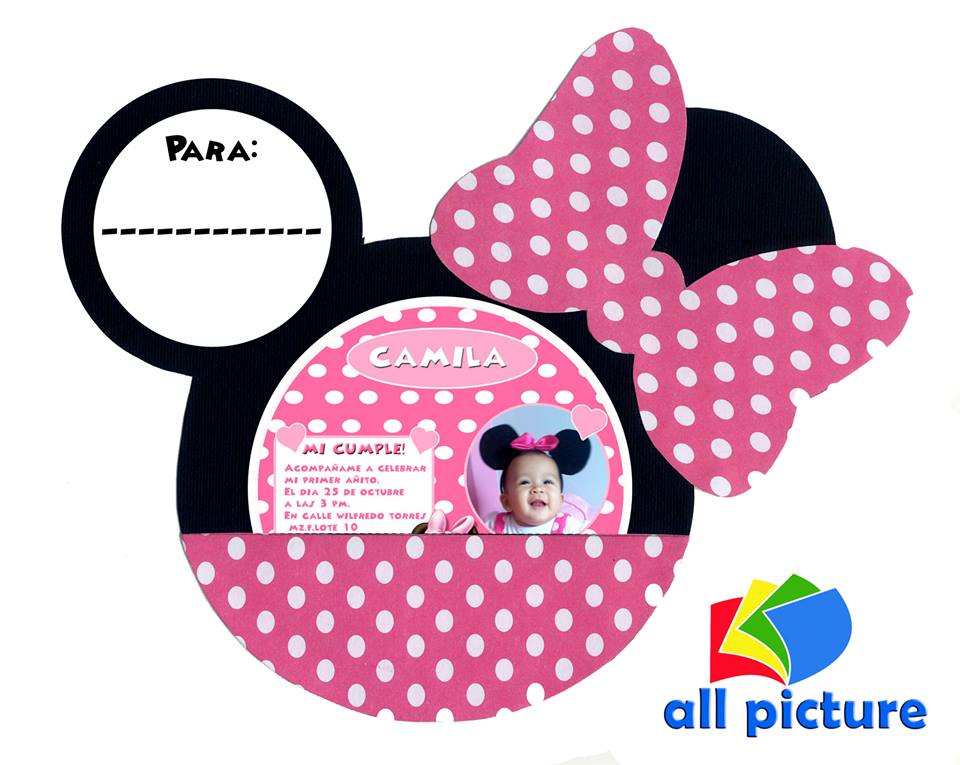 PARA:
CAMILA
MI CUMPLE!
ACOMPAÑAME A CELEBRAR
MI PRIMER AÑITO.
EL DIA 25 DE OCTUBRE
A LAS 3 PM.
EN CALLE WILFREDO TORRES
MZ.F.LOTE 10
all picture